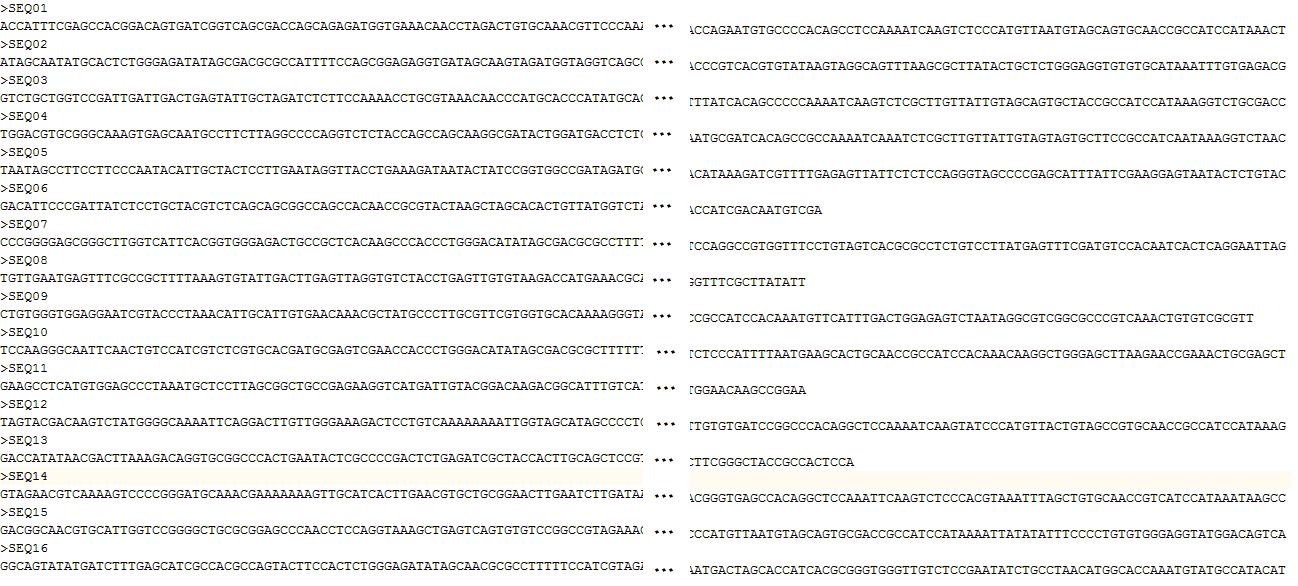 >SEQ01
ACCATTTCGAGCCACGGACAGTGATCGGTCAGCGACCAGCAGAGATGGTGAAACAACCTAGACTGTGCAAACGTTCCCAA ••• ACCAGAATGTGCCCCACAGCCTCCAAAATCAAGTCTCCCATGTTAATGTAGCAGTGCAACCGCCATCCATAAACT
>SEQ02
ATAGCAATATGCACTCTGGGAGATATAGCGACGCGCCATTTTCCAGCGGAGAGGTGATAGCAAGTAGATGGTAGGTCAGC ••• ACCCGTCACGTGTATAAGTAGGCAGTTTAAGCGCTTATACTGCTCTGGGAGGTGTGTGCATAAATTTGTGAGACG
>SEQ03
GTCTGCTGGTCCGATTGATTGACTGAGTATTGCTAGATCTCTTCCAAAACCTGCGTAAACAACCCATGCACCCATATGCA ••• TTATCACAGCCCCCAAAATCAAGTCTCGCTTGTTATTGTAGCAGTGCTACCGCCATCCATAAAGGTCTGCGACC
>SEQ04
TGGACGTGCGGGCAAAGTGAGCAATGCCTTCTTAGGCCCCAGGTCTCTACCAGCCAGCAAGGCGATACTGGATGACCTCT ••• AATGCGATCACAGCCGCCAAAATCAAATCTCGCTTGTTATTGTAGTAGTGCTTCCGCCATCAATAAAGGTCTAAC
>SEQ05
TAATAGCCTTCCTTCCCAATACATTGCTACTCCTTGAATAGGTTACCTGAAAGATAATACTATCCGGTGGCCGATAGATG ••• ACATAAAGATCGTTTTGAGAGTTATTCTCTCCAGGGTAGCCCCGAGCATTTATTCGAAGGAGTAATACTCTGTAC
>SEQ06
GACATTCCCGATTATCTCCTGCTACGTCTCAGCAGCGGCCAGCCACAACCGCGTACTAAGCTAGCACACTGTTATGGTCT ••• ACCATCGACAATGTCGA
>SEQ07
CCCGGGGAGCGGGCTTGGTCATTCACGGTGGGAGACTGCCGCTCACAAGCCCACCCTGGGACATATAGCGACGCGCCTTT ••• TCCAGGCCGTGGTTTCCTGTAGTCACGCGCCTCTGTCCTTATGAGTTTCGATGTCCACAATCACTCAGGAATTAG
>SEQ08
TGTTGAATGAGTTTCGCCGCTTTTAAAGTGTATTGACTTGAGTTAGGTGTCTACCTGAGTTGTGTAAGACCATGAAACGC ••• GGTTTCGCTTATATT
>SEQ09
CTGTGGGTGGAGGAATCGTACCCTAAACATTGCATTGTGAACAAACGCTATGCCCTTGCGTTCGTGGTGCACAAAAGGGT ••• CCGCCATCCACAAATGTTCATTTGACTGGAGAGTCTAATAGGCGTCGGCGCCCGTCAAACTGTGTCGCGTT
>SEQ10
TCCAAGGGCAATTCAACTGTCCATCGTCTCGTGCACGATGCGAGTCGAACCACCCTGGGACATATAGCGACGCGCTTTTT ••• TCTCCCATTTTAATGAAGCACTGCAACCGCCATCCACAAACAAGGCTGGGAGCTTAAGAACCGAAACTGCGAGCT
>SEQ11
GAAGCCTCATGTGGAGCCCTAAATGCTCCTTAGCGGCTGCCGAGAAGGTCATGATTGTACGGACAAGACGGCATTTGTCA ••• TGGAACAAGCCGGAA
>SEQ12
TAGTACGACAAGTCTATGGGGCAAAATTCAGGACTTGTTGGGAAAGACTCCTGTCAAAAAAAATTGGTAGCATAGCCCCT ••• TTGTGTGATCCGGCCCACAGGCTCCAAAATCAAGTATCCCATGTTACTGTAGCCGTGCAACCGCCATCCATAAAG
>SEQ13
GACCATATAACGACTTAAAGACAGGTGCGGCCCACTGAATACTCGCCCCGACTCTGAGATCGCTACCACTTGCAGCTCCG ••• CTTCGGGCTACCGCCACTCCA
>SEQ14
GTAGAACGTCAAAAGTCCCCGGGATGCAAACGAAAAAAAGTTGCATCACTTGAACGTGCTGCGGAACTTGAATCTTGATA ••• ACGGGTGAGCCACAGGCTCCAAATTCAAGTCTCCCACGTAAATTTAGCTGTGCAACCGTCATCCATAAATAAGCC
>SEQ15
GACGGCAACGTGCATTGGTCCGGGGCTGCGCGGAGCCCAACCTCCAGGTAAAGCTGAGTCAGTGTGTCCGGCCGTAGAAA ••• CCCATGTTAATGTAGCAGTGCGACCGCCATCCATAAAATTATATATTTCCCCTGTGTGGGAGGTATGGACAGTCA
>SEQ16
GGCAGTATATGATCTTTGAGCATCGCCACGCCAGTACTTCCACTCTGGGAGATATAGCAACGCGCCTTTTTCCATCGTAG ••• AATGACTAGCACCATCACGCGGGTGGGTTGTCTCCGAATATCTGCCTAACATGGCACCAAATGTATGCCATACAT